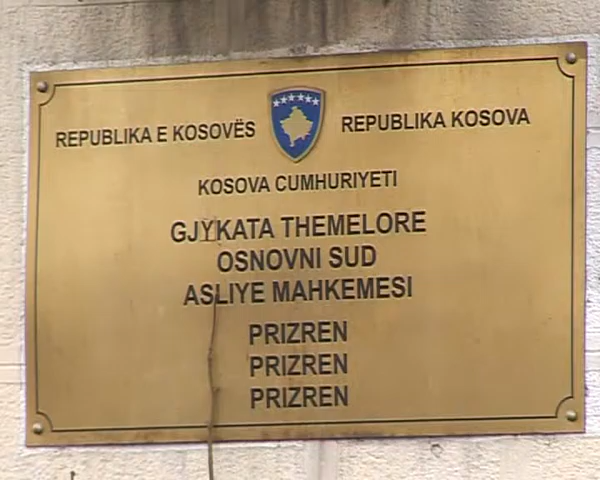 REPUBLIKA E KOSOVËS REPUBLIKA KOSOVA
KOSOVA CUMHURIYETI
GJYKATA THEMELORE
OSNOVNI SUD
ASLIYE MAHKEMESI
PRIZREN
PRIZREN
PRIZREN